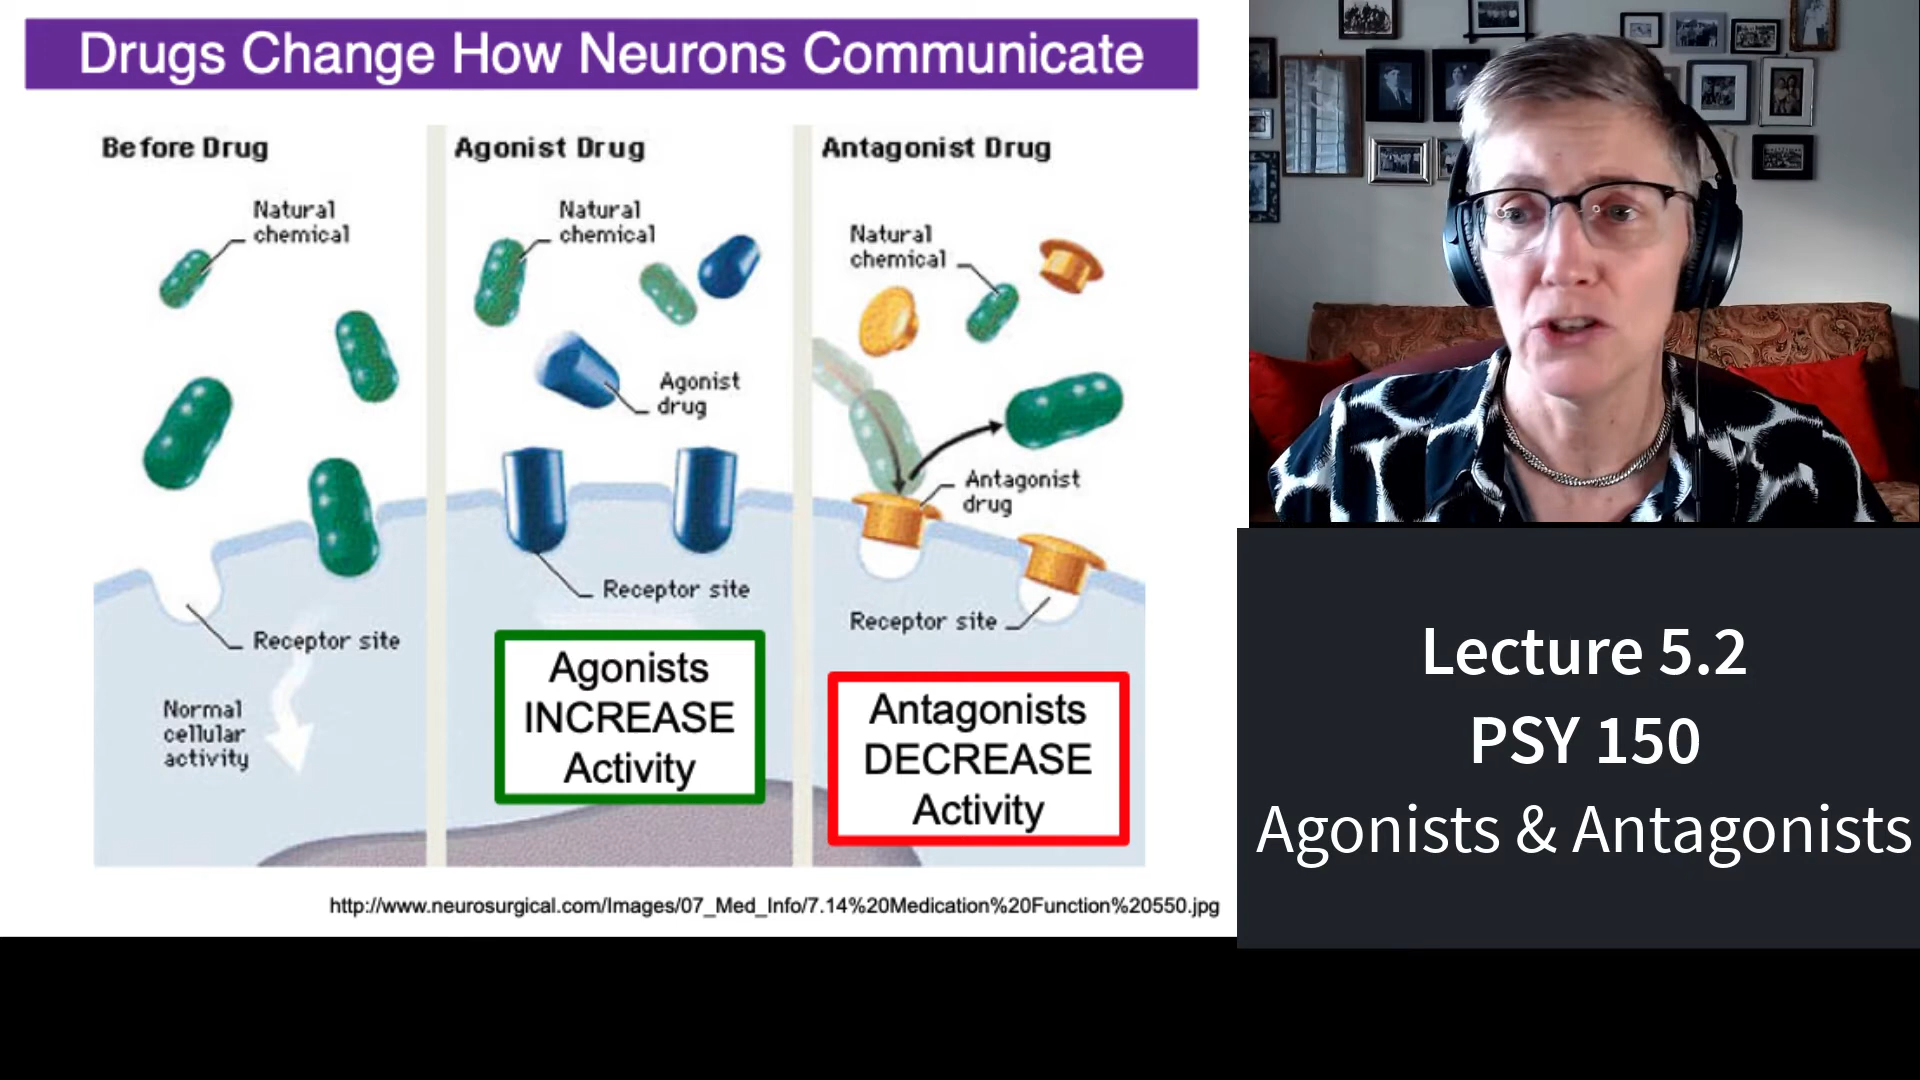 Drugs Change How Neurons Communicate
Before Drug
Natural
chemical
Receptor site
Normal
cellular
activity
Agonist Drug
Natural
chemical
Agonist
drug
Receptor site
Agonists
INCREASE
Activity
Antagonist Drug
Natural
chemical
Antagonist
drug
Receptor site
Antagonists
DECREASE
Activity
http://www.neurosurgical.com/Images/07_Med_Info/7.14%20Medication%20Function%20550.jpg
Lecture 5.2
PSY 150
Agonists & Antagonists